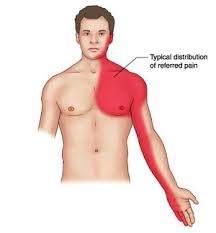 Typical distribution
of referred pain